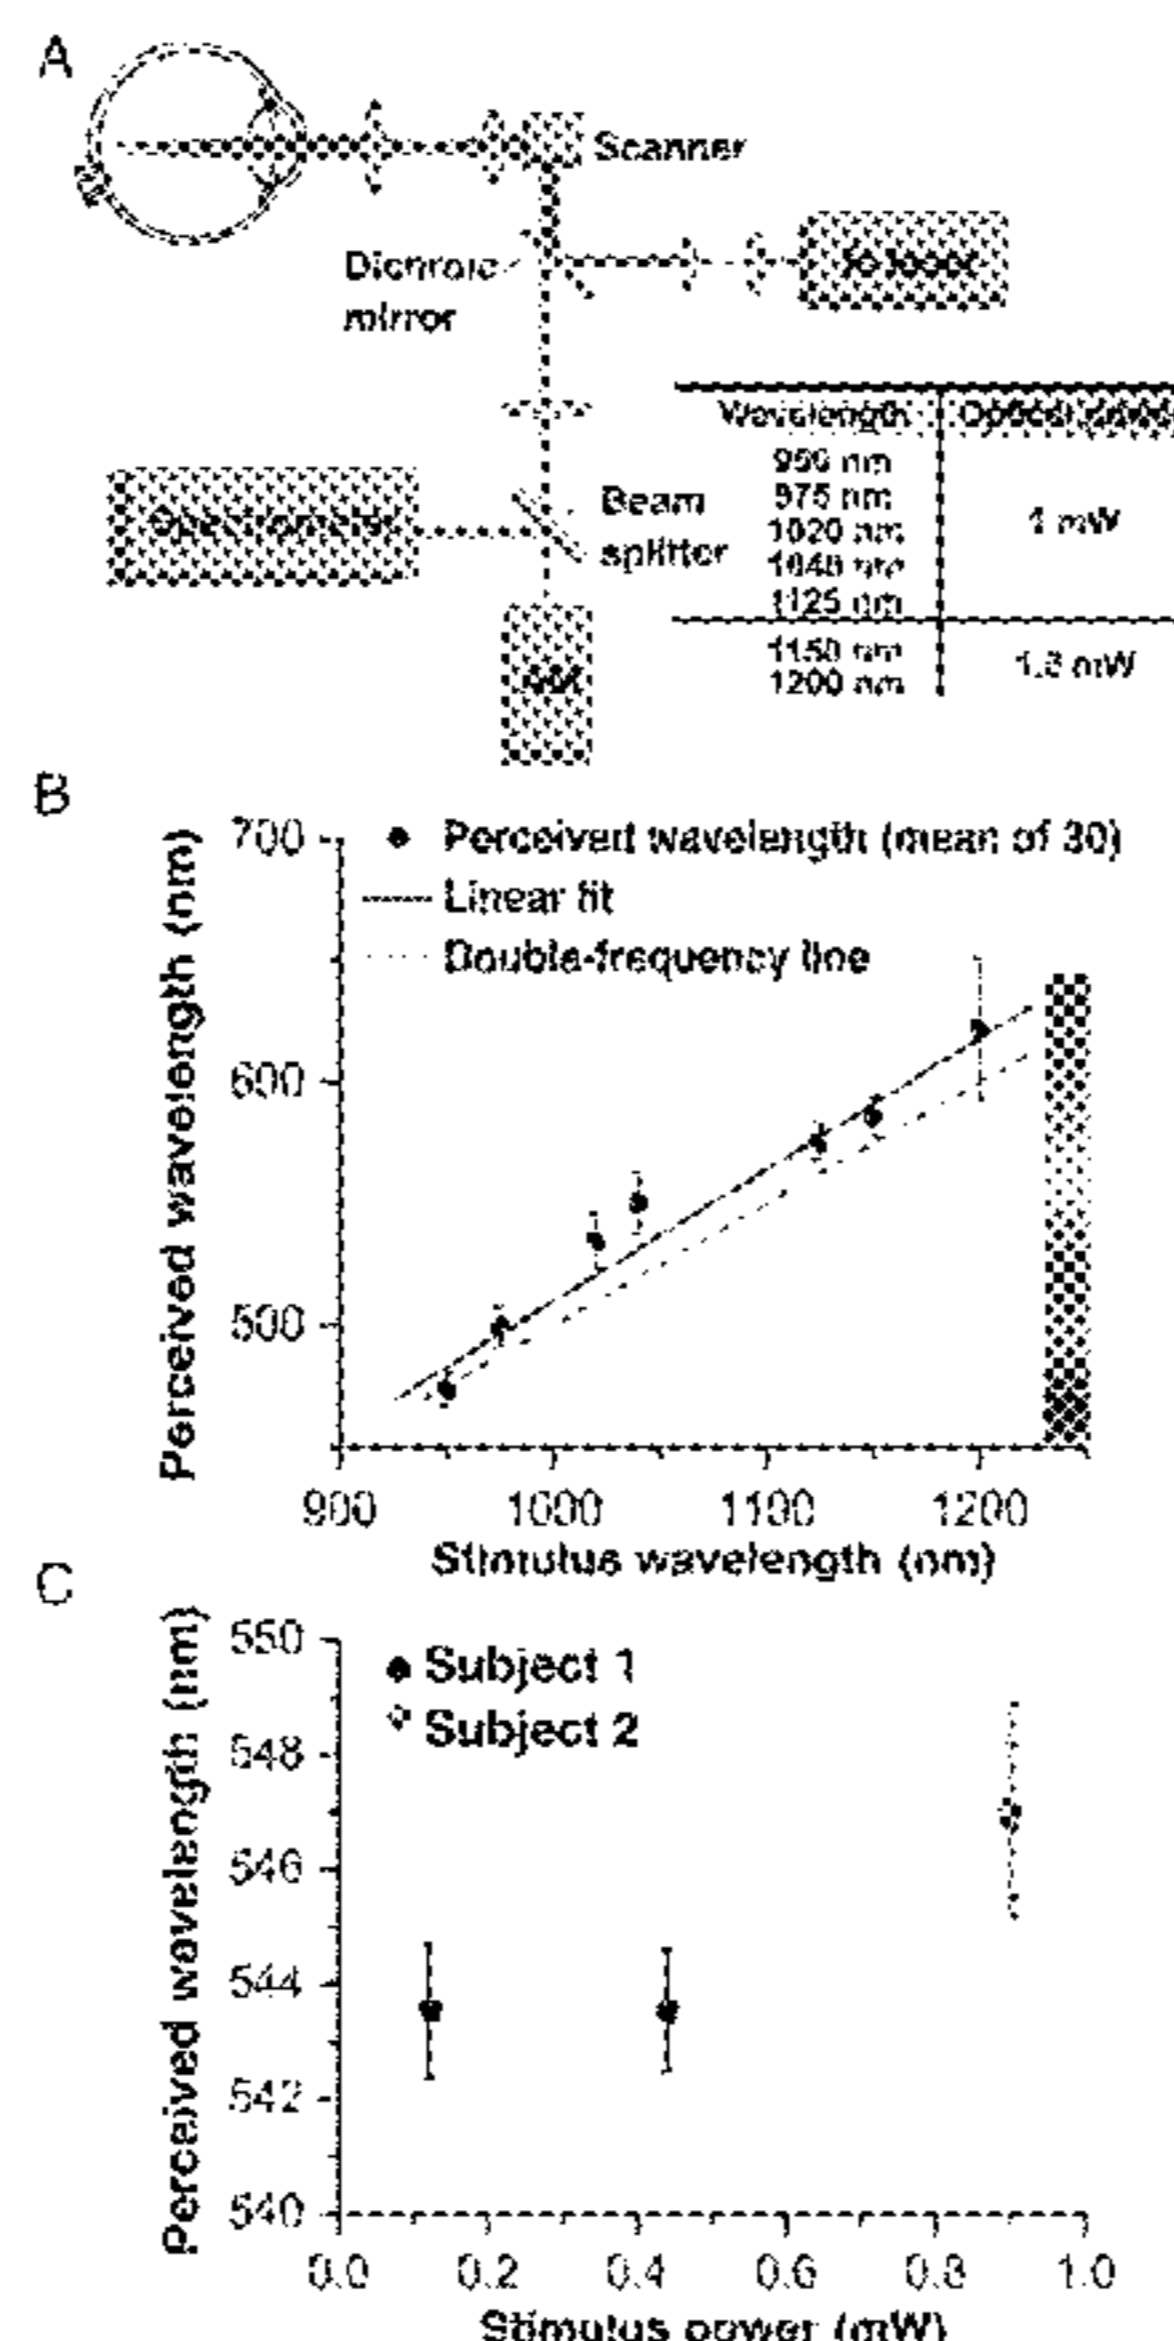 A
Scanner
Dichroic
mirror
Wavelength
950 nm
975 nm
1020 nm
1040 nm
1125 nm
1 mW
Beam
splitter
1150 nm
1200 nm
mW
B
Perceived wavelength (nm)
700
600
500
Perceived wavelength (mean of 30)
Linear fit
Double-frequency line
900 1000 1100 1200
Stimulus wavelength (nm)
C
Perceived wavelength (nm)
550
548
546
544
542
540
Subject 1
Subject 2
0.0 0.2 0.4 0.6 0.8 1.0
Stimulus power (mW)